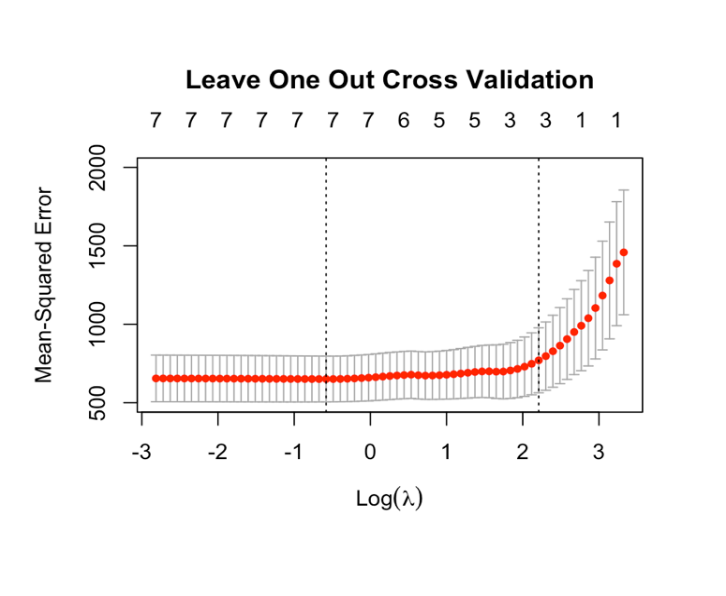 Leave One Out Cross Validation
7 7 7 7 7 7 7 6 5 5 3 3 1 1
2000
1500
1000
500
Mean-Squared Error
-3 -2 -1 0 1 2 3
Log(λ)